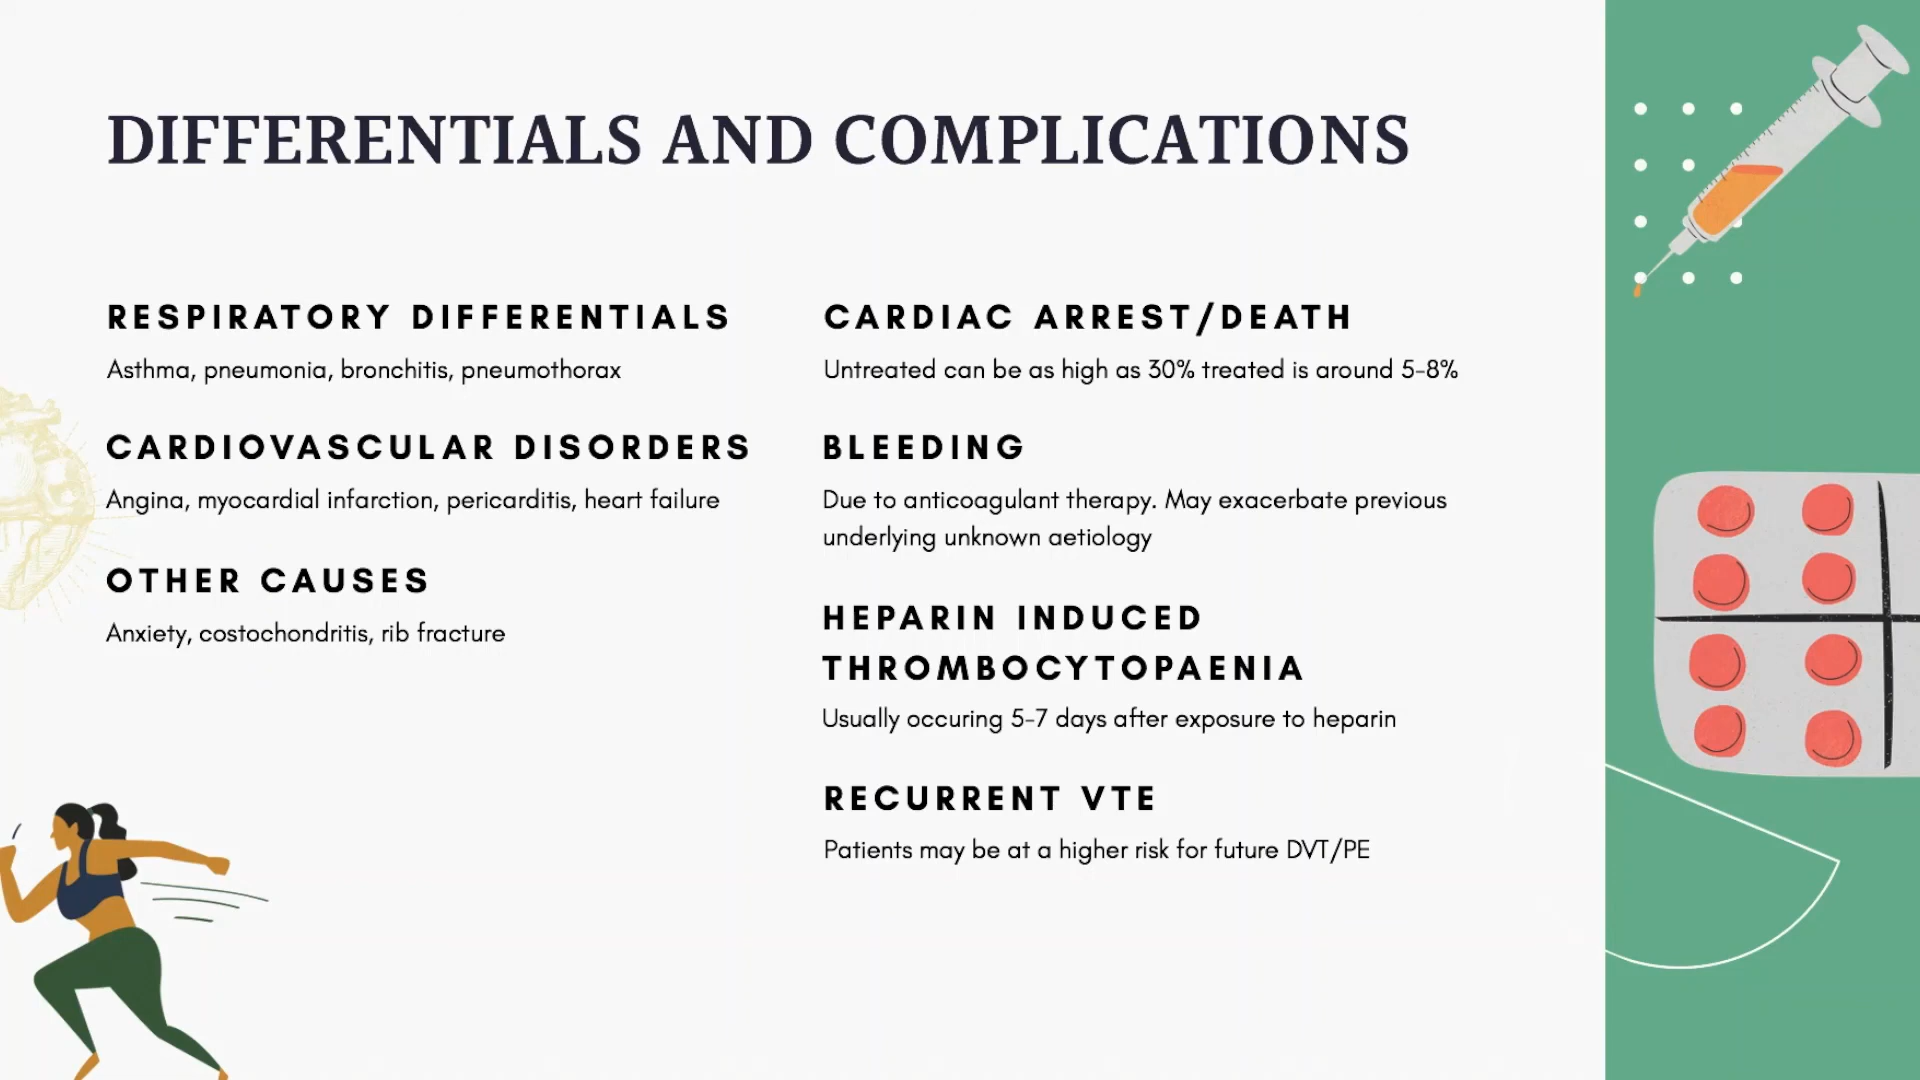 DIFFERENTIALS AND COMPLICATIONS
RESPIRATORY DIFFERENTIALS
Asthma, pneumonia, bronchitis, pneumothorax
CARDIOVASCULAR DISORDERS
Angina, myocardial infarction, pericarditis, heart failure
OTHER CAUSES
Anxiety, costochondritis, rib fracture
CARDIAC ARREST/DEATH
Untreated can be as high as 30% treated is around 5-8%
BLEEDING
Due to anticoagulant therapy. May exacerbate previous
underlying unknown aetiology
HEPARIN INDUCED
THROMBOCYTOPAENIA
Usually occuring 5-7 days after exposure to heparin
RECURRENT VTE
Patients may be at a higher risk for future DVT/PE